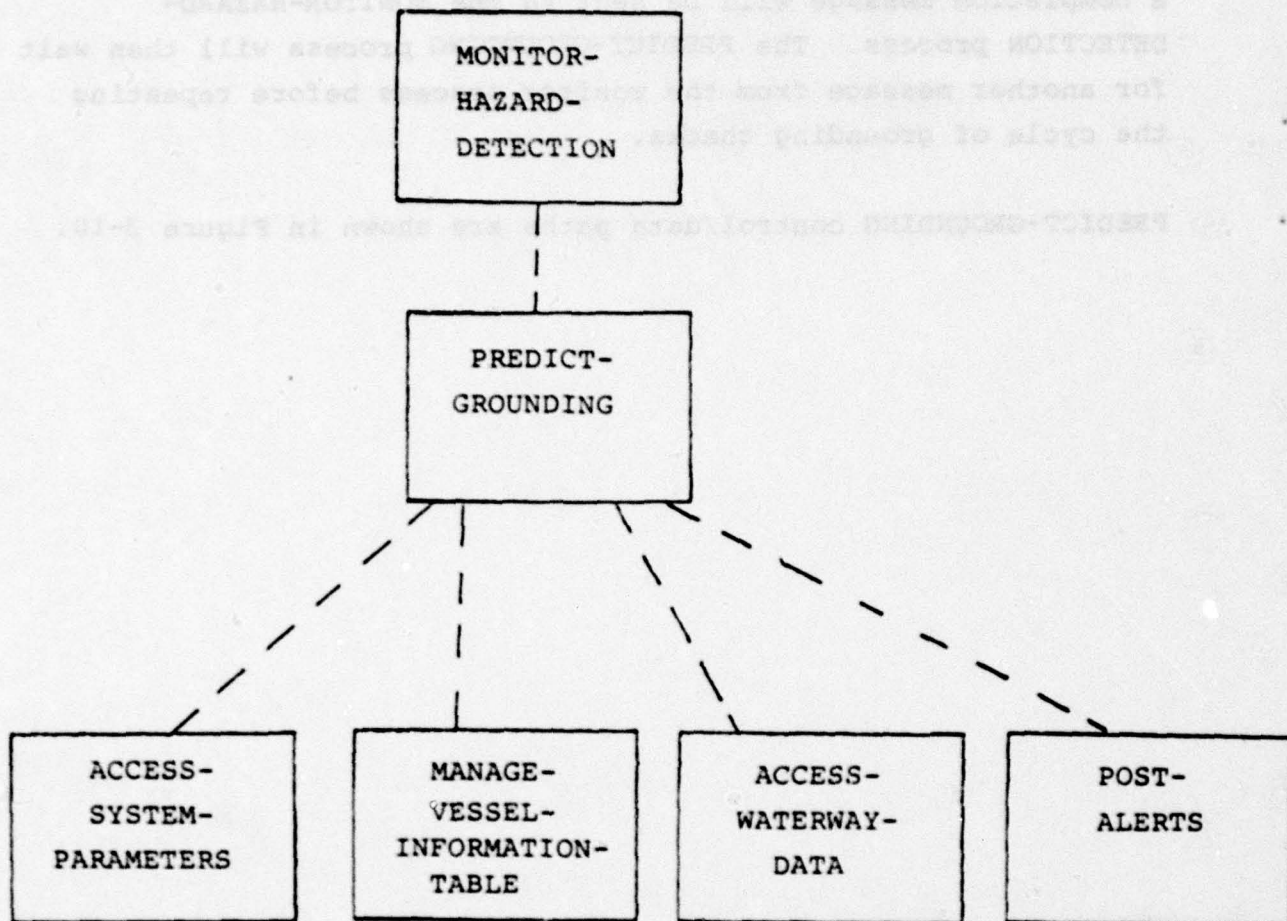 MONITOR-
HAZARD-
DETECTION
PREDICT-
GROUNDING
ACCESS-
SYSTEM-
PARAMETERS
MANAGE-
VESSEL-
INFORMATION-
TABLE
ACCESS-
WATERWAY-
DATA
POST-
ALERTS